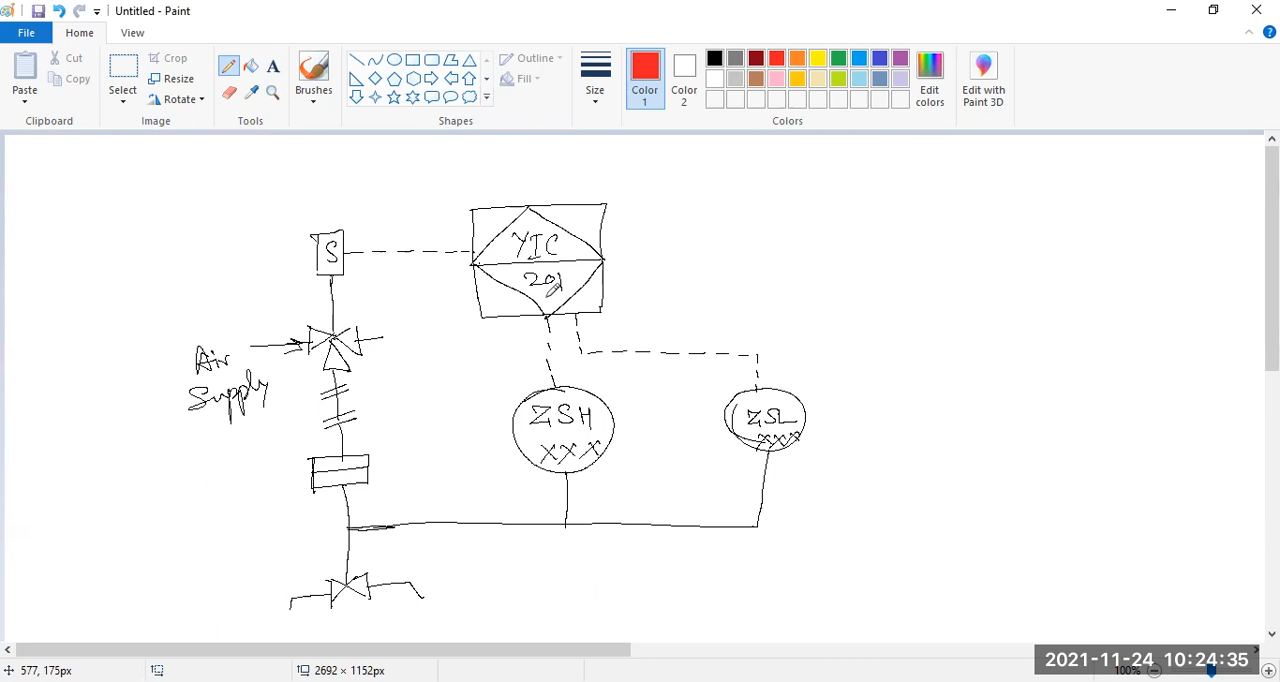 Untitled - Paint
File
Home
View
Paste
Cut
Copy
Clipboard
Select
Crop
Resize
Rotate
Image
A
Tools
Brushes
Outline
Fill
Shapes
Size
Color 1
Color 2
Edit colors
Colors
Edit with Paint 3D
S
YIC
201
Air
Supply
ZSH
XXX
ZSL
XXX
577, 175px
2692 × 1152px
100%
2021-11-24 10:24:35